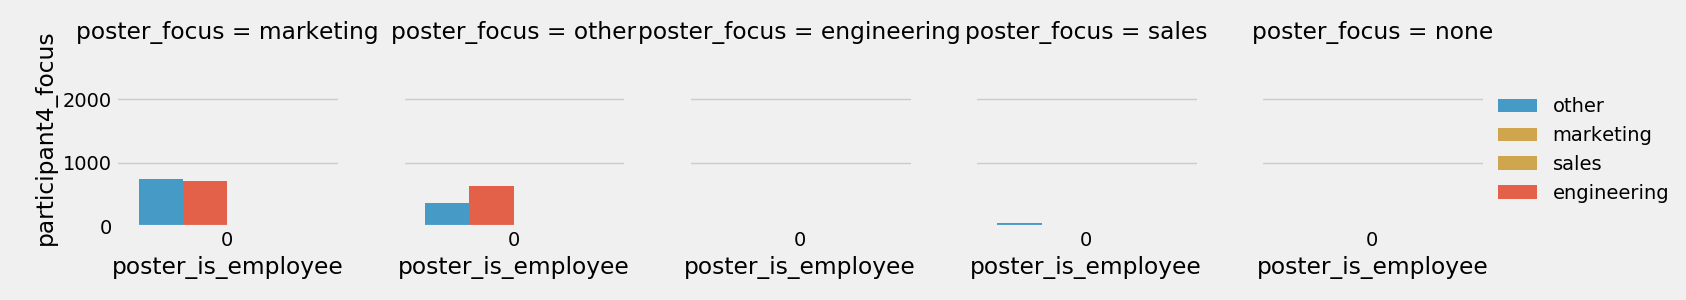 poster_focus = marketing
poster_focus = other
poster_focus = engineering
poster_focus = sales
poster_focus = none
participant4_focus
2000
1000
0
0
0
0
0
0
poster_is_employee
poster_is_employee
poster_is_employee
poster_is_employee
poster_is_employee
other
marketing
sales
engineering